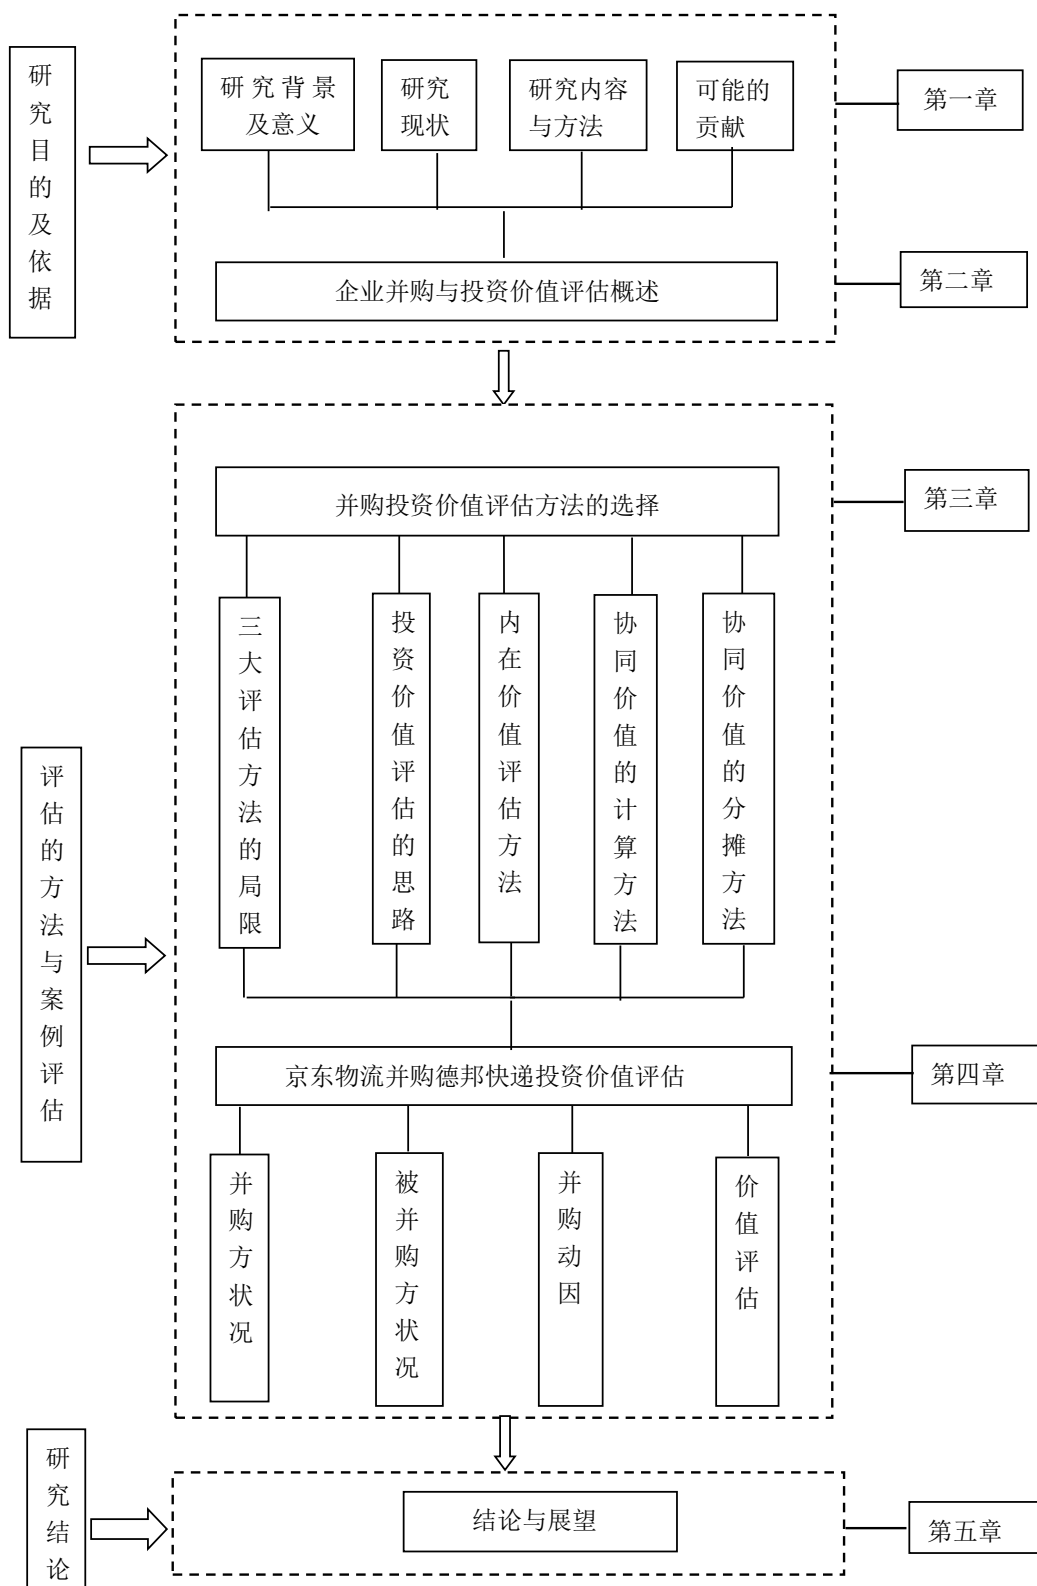 研究目的及依据
研究背景
及意义
研究
现状
研究内容
与方法
可能的
贡献
第一章
企业并购与投资价值评估概述
第二章
并购投资价值评估方法的选择
第三章
三大评估方法的局限
投资价值评估的思路
内在价值评估方法
协同价值的计算方法
协同价值的分摊方法
评估的方法与案例评估
京东物流并购德邦快递投资价值评估
第四章
并购方状况
被并购方状况
并购动因
价值评估
研究结论
结论与展望
第五章